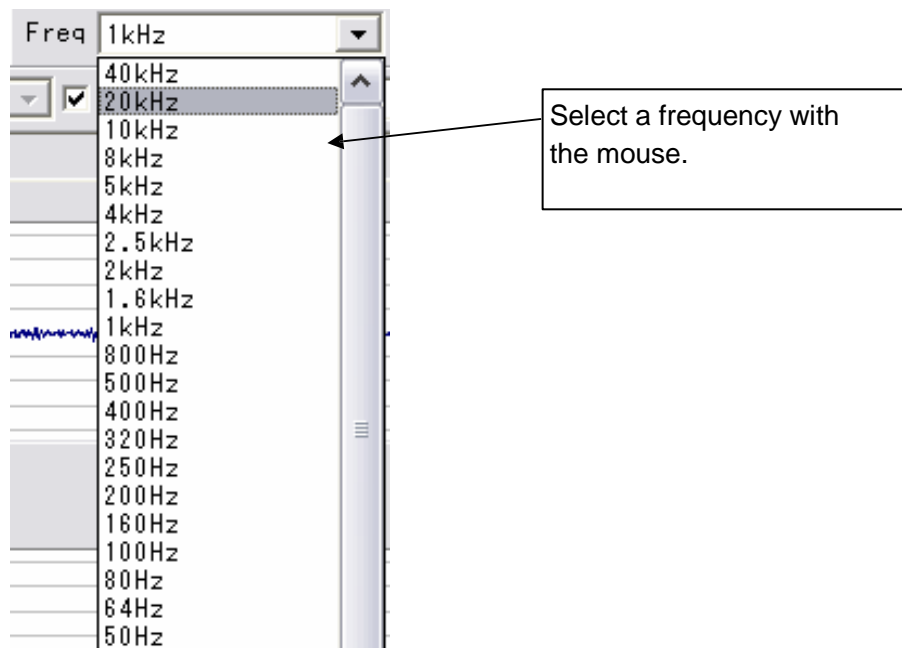 Freq 1kHz
40kHz
20kHz
10kHz
8kHz
5kHz
4kHz
2.5kHz
2kHz
1.6kHz
1kHz
800Hz
500Hz
400Hz
320Hz
250Hz
200Hz
160Hz
100Hz
80Hz
64Hz
50Hz
Select a frequency with
the mouse.